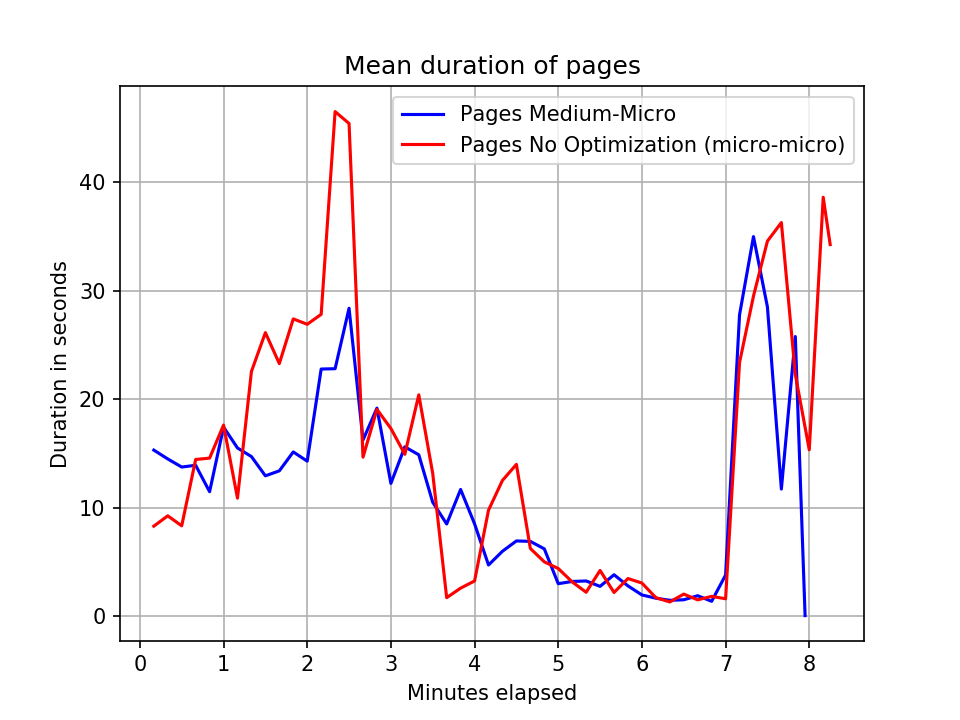 Mean duration of pages
Pages Medium-Micro
Pages No Optimization (micro-micro)
Duration in seconds
40
30
20
10
0
0 1 2 3 4 5 6 7 8
Minutes elapsed